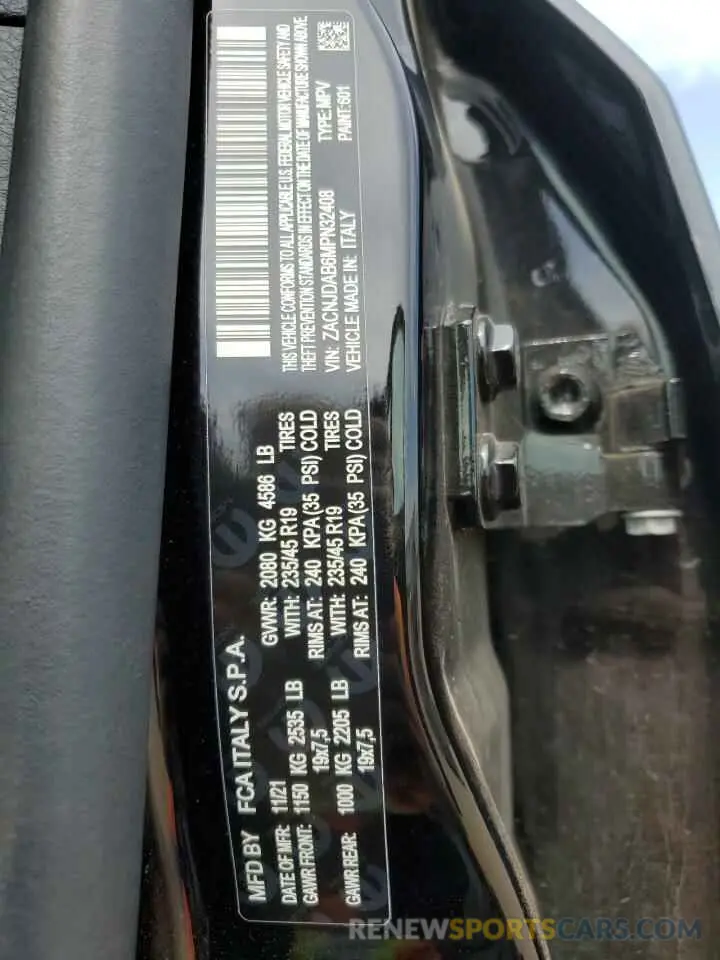 MFD BY FCA ITALY S.P.A.
DATE OF MFR: 11/21 GVWR: 2080 KG 4586 LB
GAWR FRONT: 1150 KG 2535 LB WITH: 235/45 R19 TIRES
19x7,5 RIMS AT: 240 KPA(35 PSI) COLD
GAWR REAR: 1000 KG 2205 LB WITH: 235/45 R19 TIRES
19x7,5 RIMS AT: 240 KPA(35 PSI) COLD
THIS VEHICLE CONFORMS TO ALL APPLICABLE U.S. FEDERAL MOTOR VEHICLE SAFETY AND
THEFT PREVENTION STANDARDS IN EFFECT ON THE DATE OF MANUFACTURE SHOWN ABOVE.
VIN: ZACNJDAB6MPN32408 TYPE: MPV
VEHICLE MADE IN: ITALY PAINT: 601
RENEWSPORTSCARS.COM